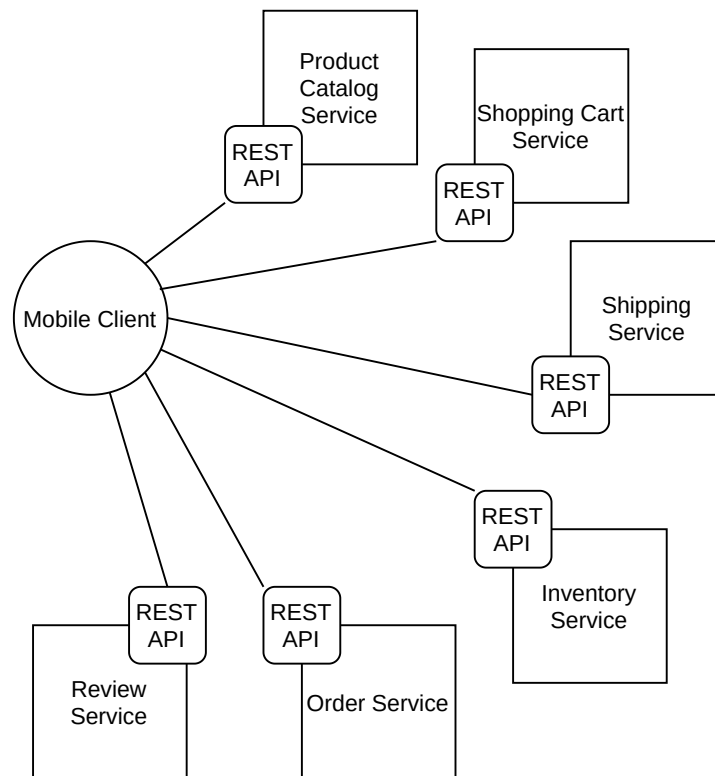 Product
Catalog
Service
REST
API
Shopping Cart
Service
REST
API
Mobile Client
Shipping
Service
REST
API
REST
API
Inventory
Service
REST
API
Review
Service
REST
API
Order Service